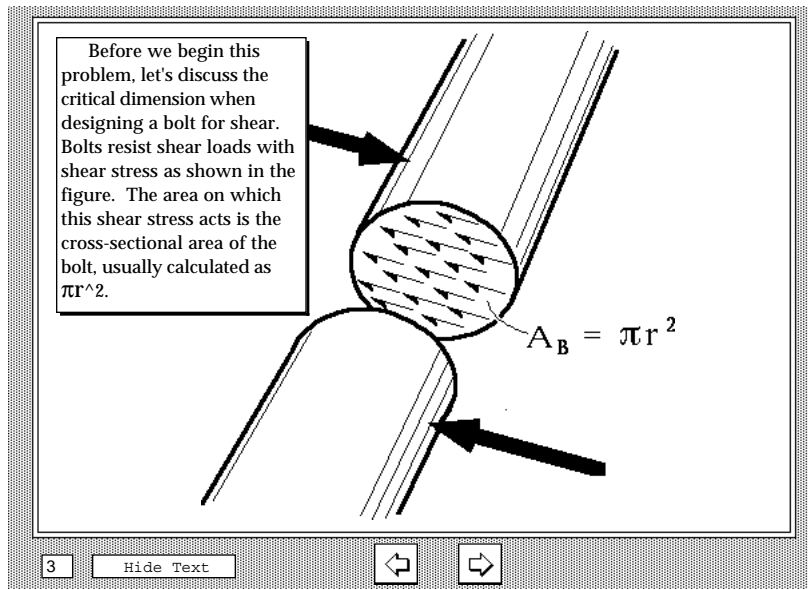 Before we begin this
problem, let's discuss the
critical dimension when
designing a bolt for shear.
Bolts resist shear loads with
shear stress as shown in the
figure.  The area on which
this shear stress acts is the
cross-sectional area of the
bolt, usually calculated as
πr^2.
A_B = πr²
3
Hide Text